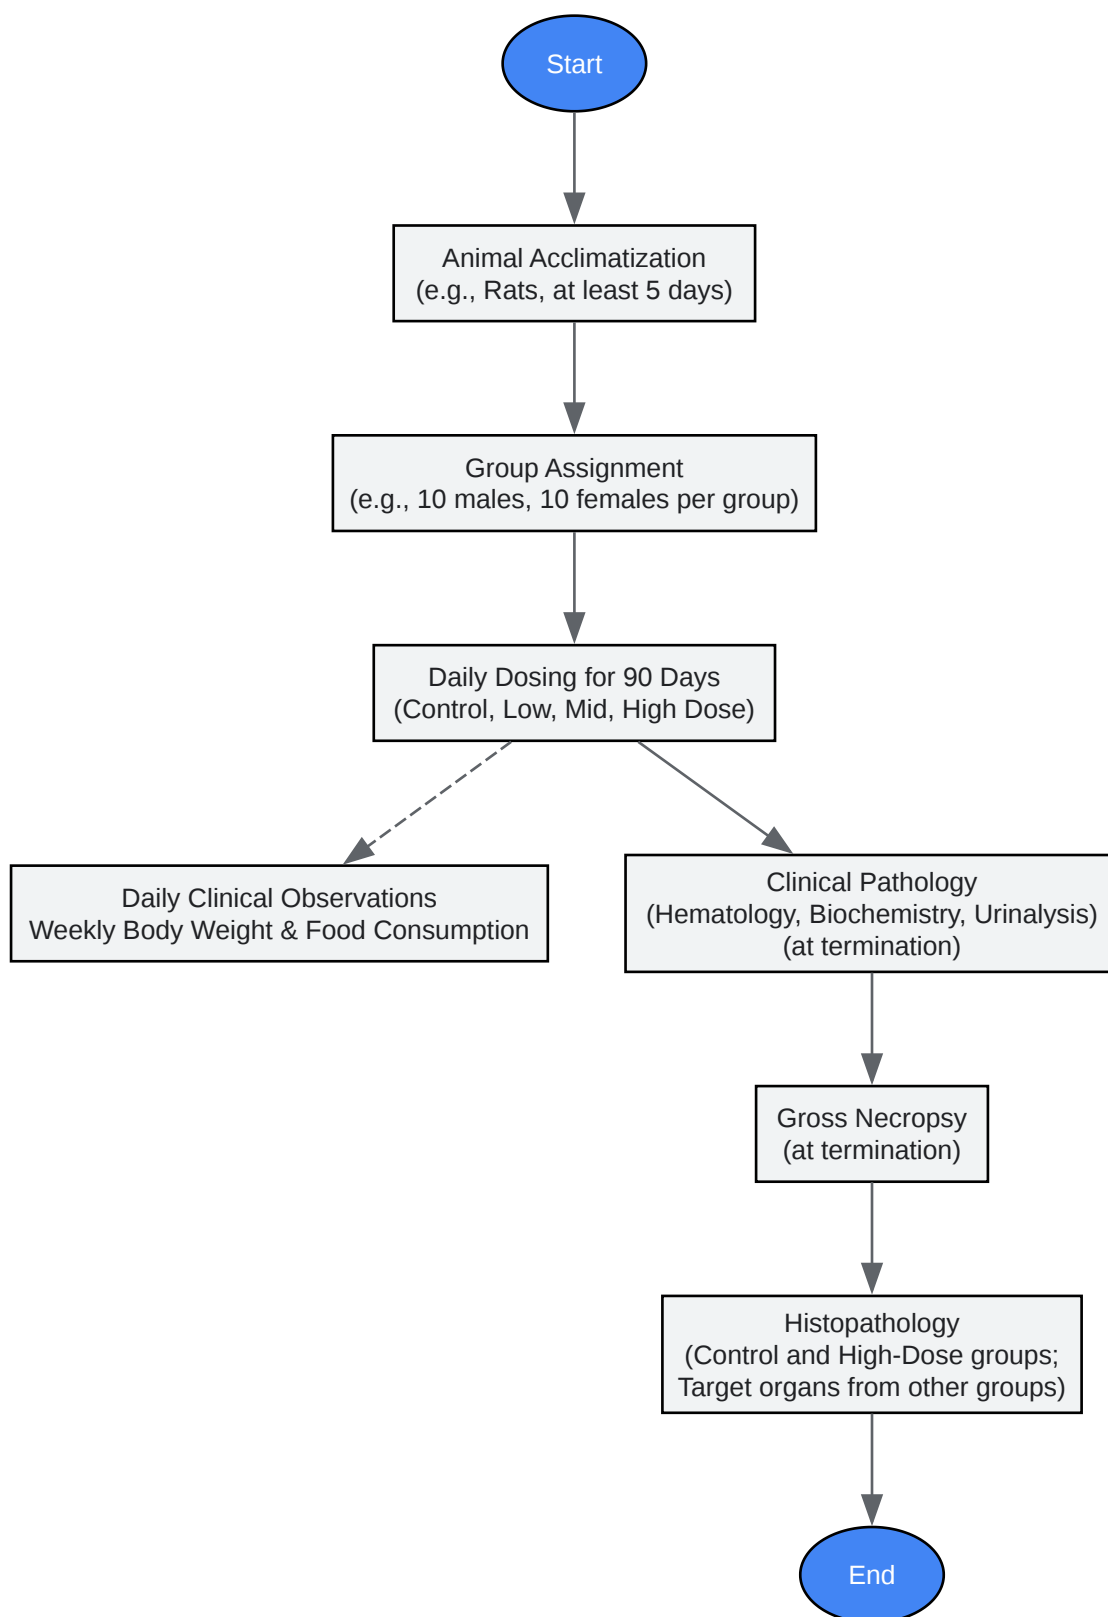 Start
Animal Acclimatization
(e.g., Rats, at least 5 days)
Group Assignment
(e.g., 10 males, 10 females per group)
Daily Dosing for 90 Days
(Control, Low, Mid, High Dose)
Daily Clinical Observations
Weekly Body Weight & Food Consumption
Clinical Pathology
(Hematology, Biochemistry, Urinalysis)
(at termination)
Gross Necropsy
(at termination)
Histopathology
(Control and High-Dose groups;
Target organs from other groups)
End